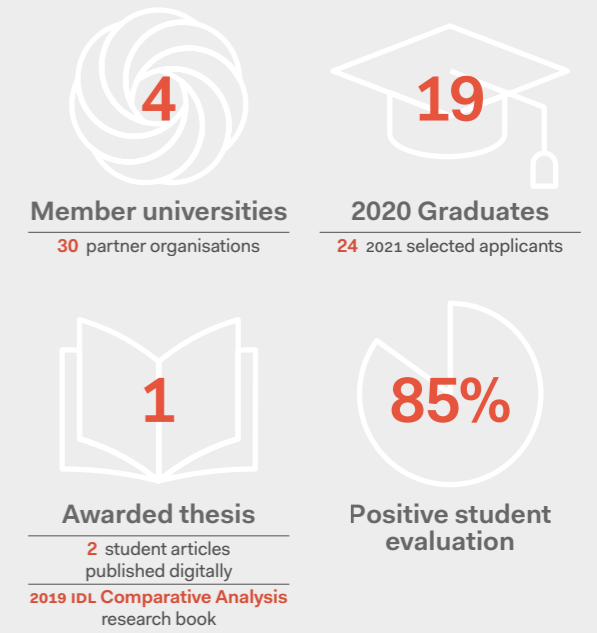 4
Member universities
30 partner organisations
19
2020 Graduates
24 2021 selected applicants
1
Awarded thesis
2 student articles
published digitally
2019 IDL Comparative Analysis
research book
85%
Positive student
evaluation